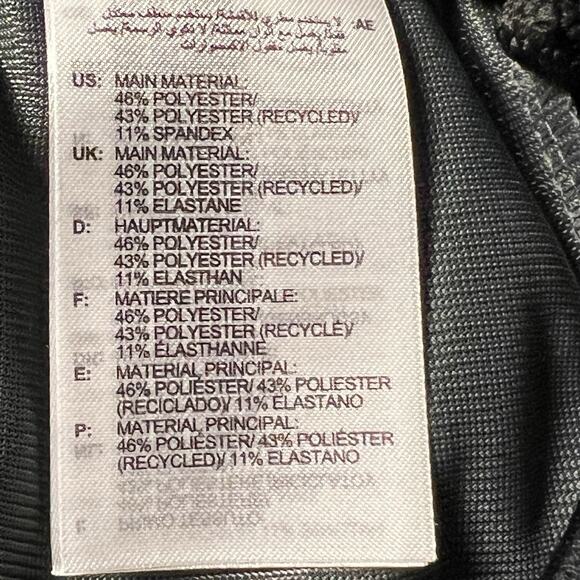 AE:
US: MAIN MATERIAL:
46% POLYESTER/
43% POLYESTER (RECYCLED)/
11% SPANDEX
UK: MAIN MATERIAL:
46% POLYESTER/
43% POLYESTER (RECYCLED)/
11% ELASTANE
D: HAUPTMATERIAL:
46% POLYESTER/
43% POLYESTER (RECYCLED)/
11% ELASTHAN
F: MATIERE PRINCIPALE:
46% POLYESTER/
43% POLYESTER (RECYCLÉ)/
11% ÉLASTHANNE
E: MATERIAL PRINCIPAL:
46% POLIÉSTER/ 43% POLIESTER
(RECICLADO)/ 11% ELASTANO
P: MATERIAL PRINCIPAL:
46% POLIÉSTER/ 43% POLIÉSTER
(RECYCLED)/ 11% ELASTANO